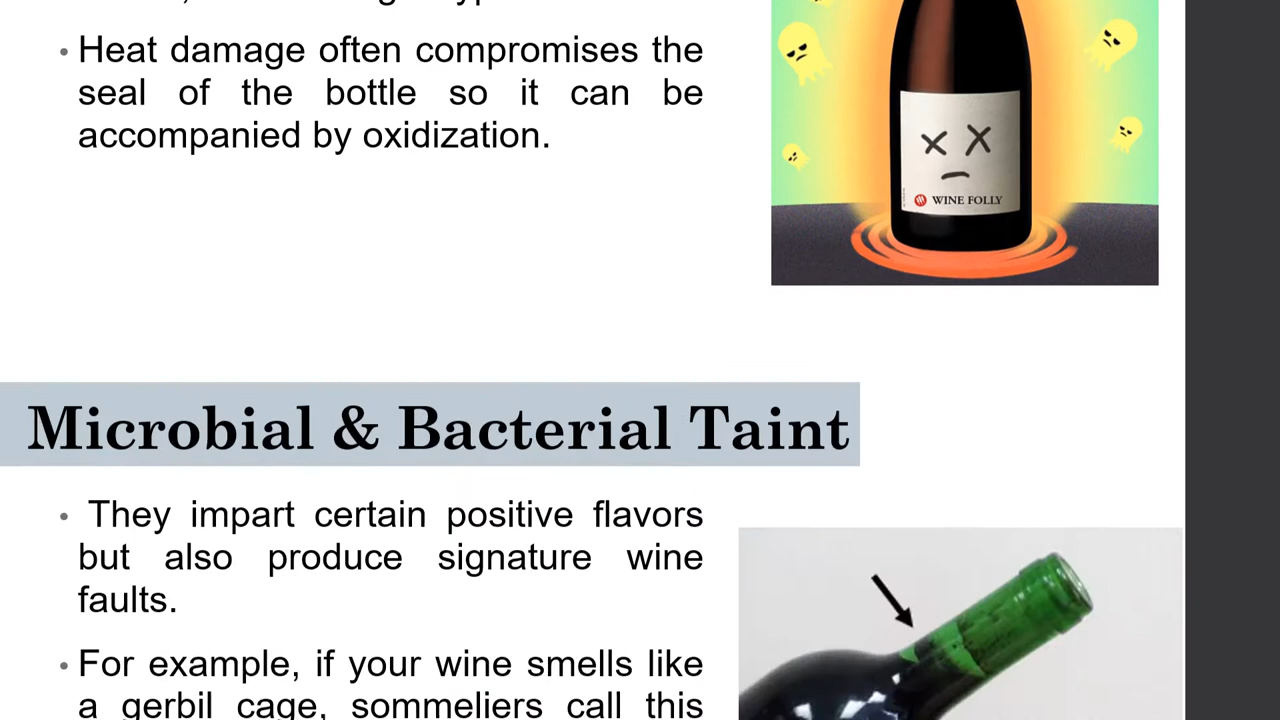 • Heat damage often compromises the
seal of the bottle so it can be
accompanied by oxidization.
WINE FOLLY
Microbial & Bacterial Taint
• They impart certain positive flavors
but also produce signature wine
faults.
• For example, if your wine smells like
a gerbil cage, sommeliers call this